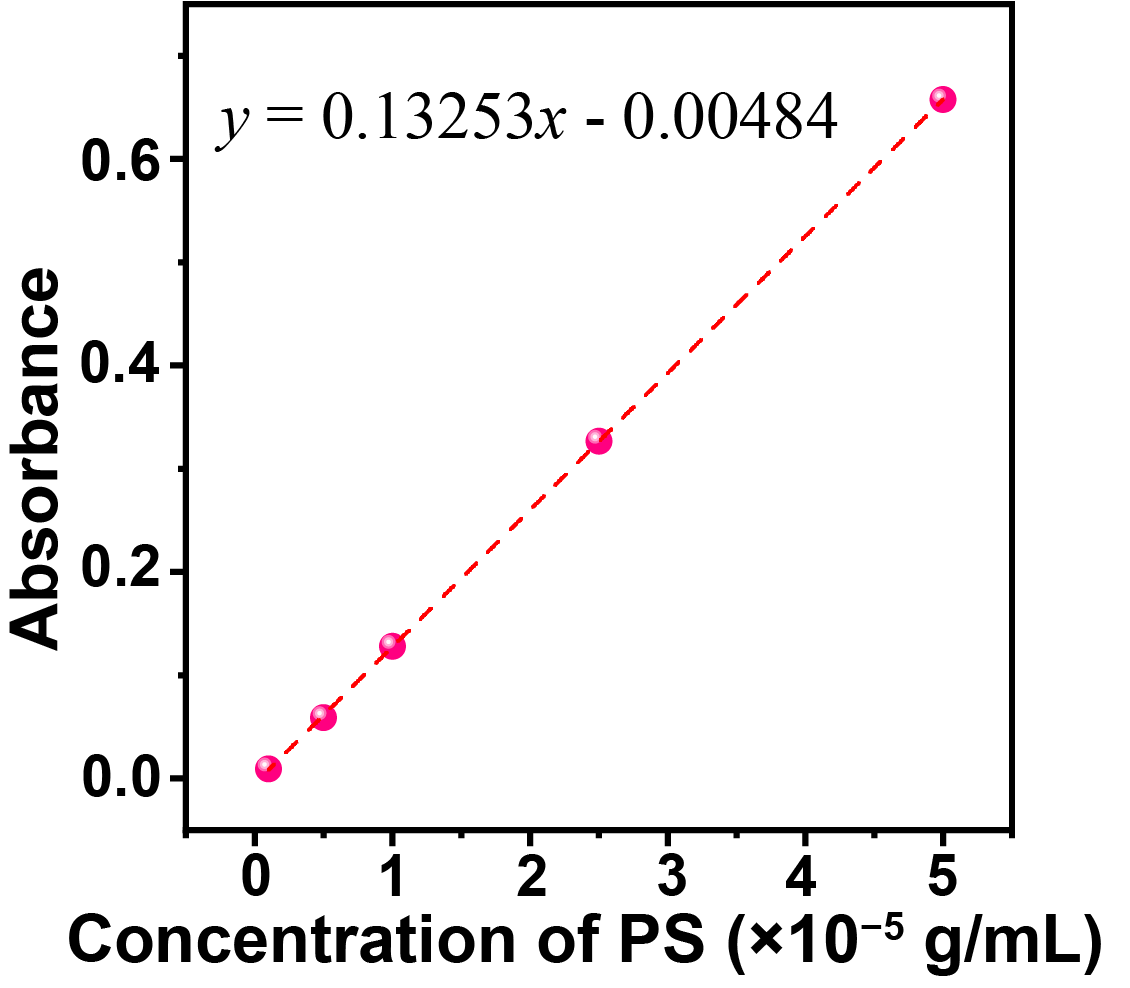 y = 0.13253x - 0.00484
Absorbance
0.6
0.4
0.2
0.0
0 1 2 3 4 5
Concentration of PS (×10⁻⁵ g/mL)